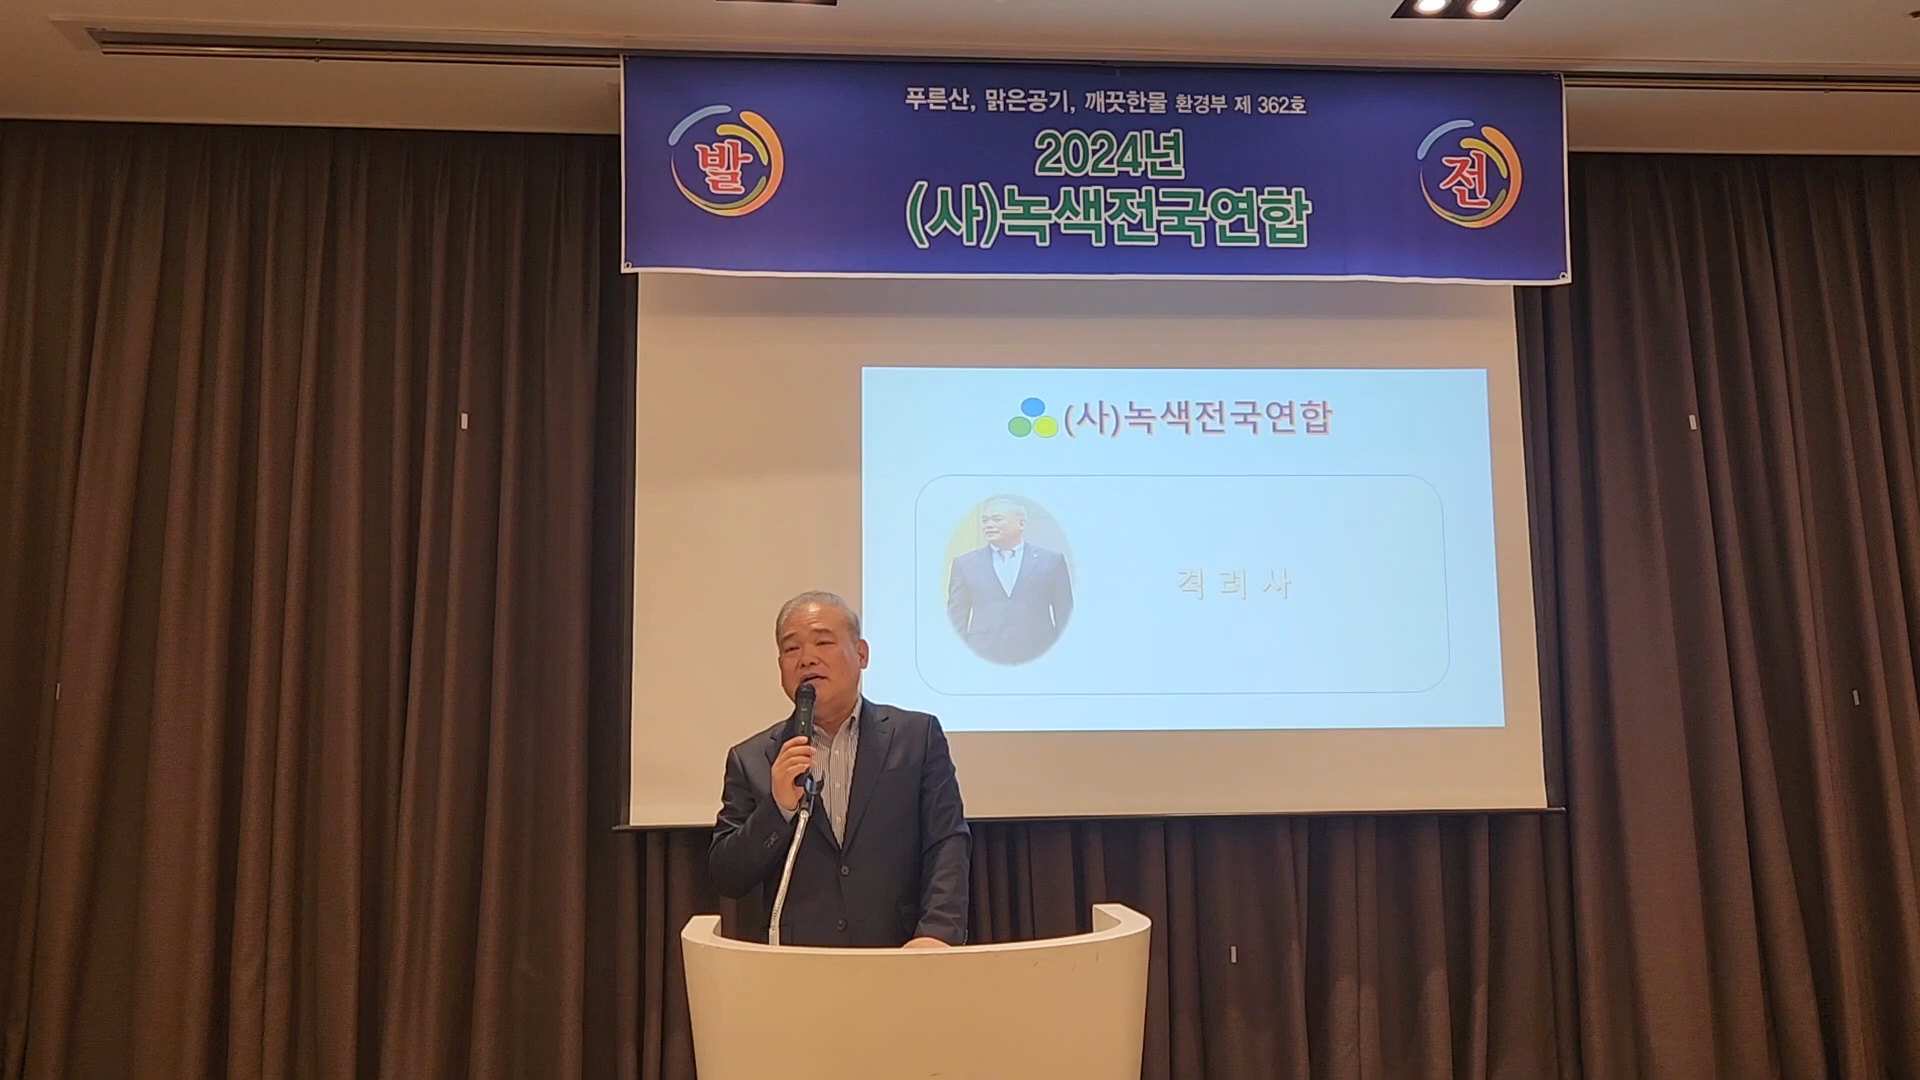 푸른산, 맑은공기, 깨끗한물 환경부 제 362호
발
2024년
전
(사)녹색전국연합
(사)녹색전국연합
격 려 사